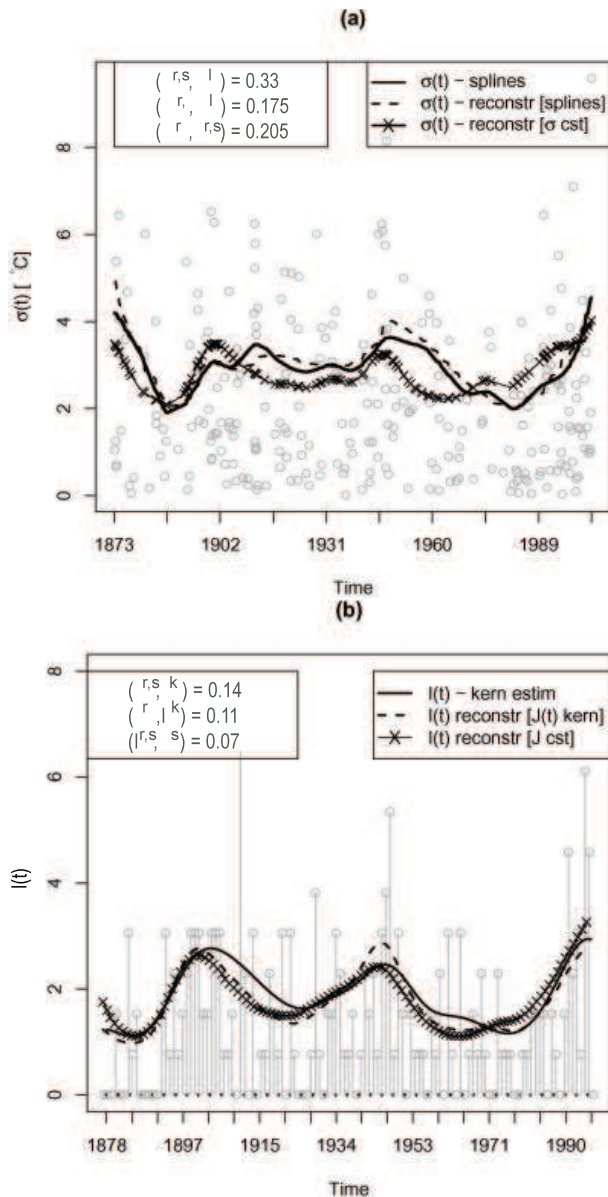 (a)
( r,s, l) = 0.33
( r, l) = 0.175
( r, r,s) = 0.205
σ(t) − splines
σ(t) − reconstr [splines]
σ(t) − reconstr [σ cst]
8
6
4
2
0
σ(t) [ °C]
1873 1902 1931 1960 1989
Time
(b)
( r,s, k) = 0.14
( r ,I k) = 0.11
(I r,s, s) = 0.07
I(t) − kern estim
I(t) reconstr [J(t) kern]
I(t) reconstr [J cst]
8
6
4
2
0
I(t)
1878 1897 1915 1934 1953 1971 1990
Time